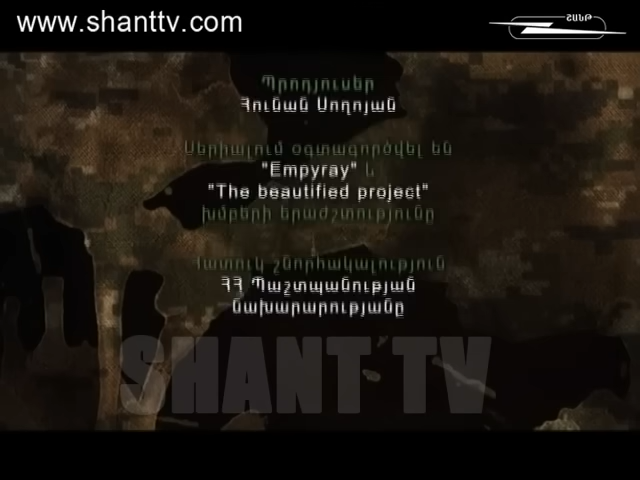 www.shanttv.com
ՇԱՆԹ
Պրոդյուսեր
Հունան Սողոյան
Սերիալում օգտագործվել են
"Empyray" և
"The beautified project"
խմբերի երաժշտությունը
Հատուկ շնորհակալություն
ՀՀ Պաշտպանության
նախարարությանը
SHANT TV